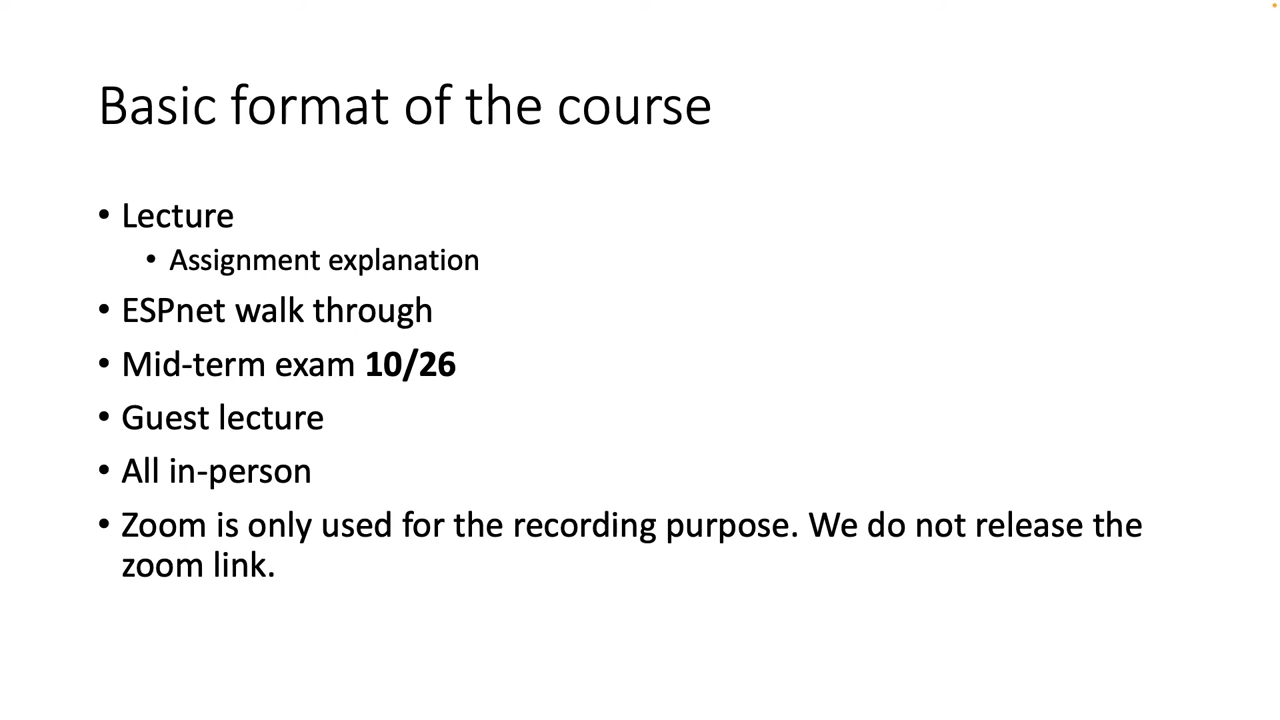 Basic format of the course
• Lecture
• Assignment explanation
• ESPnet walk through
• Mid-term exam 10/26
• Guest lecture
• All in-person
• Zoom is only used for the recording purpose. We do not release the
zoom link.